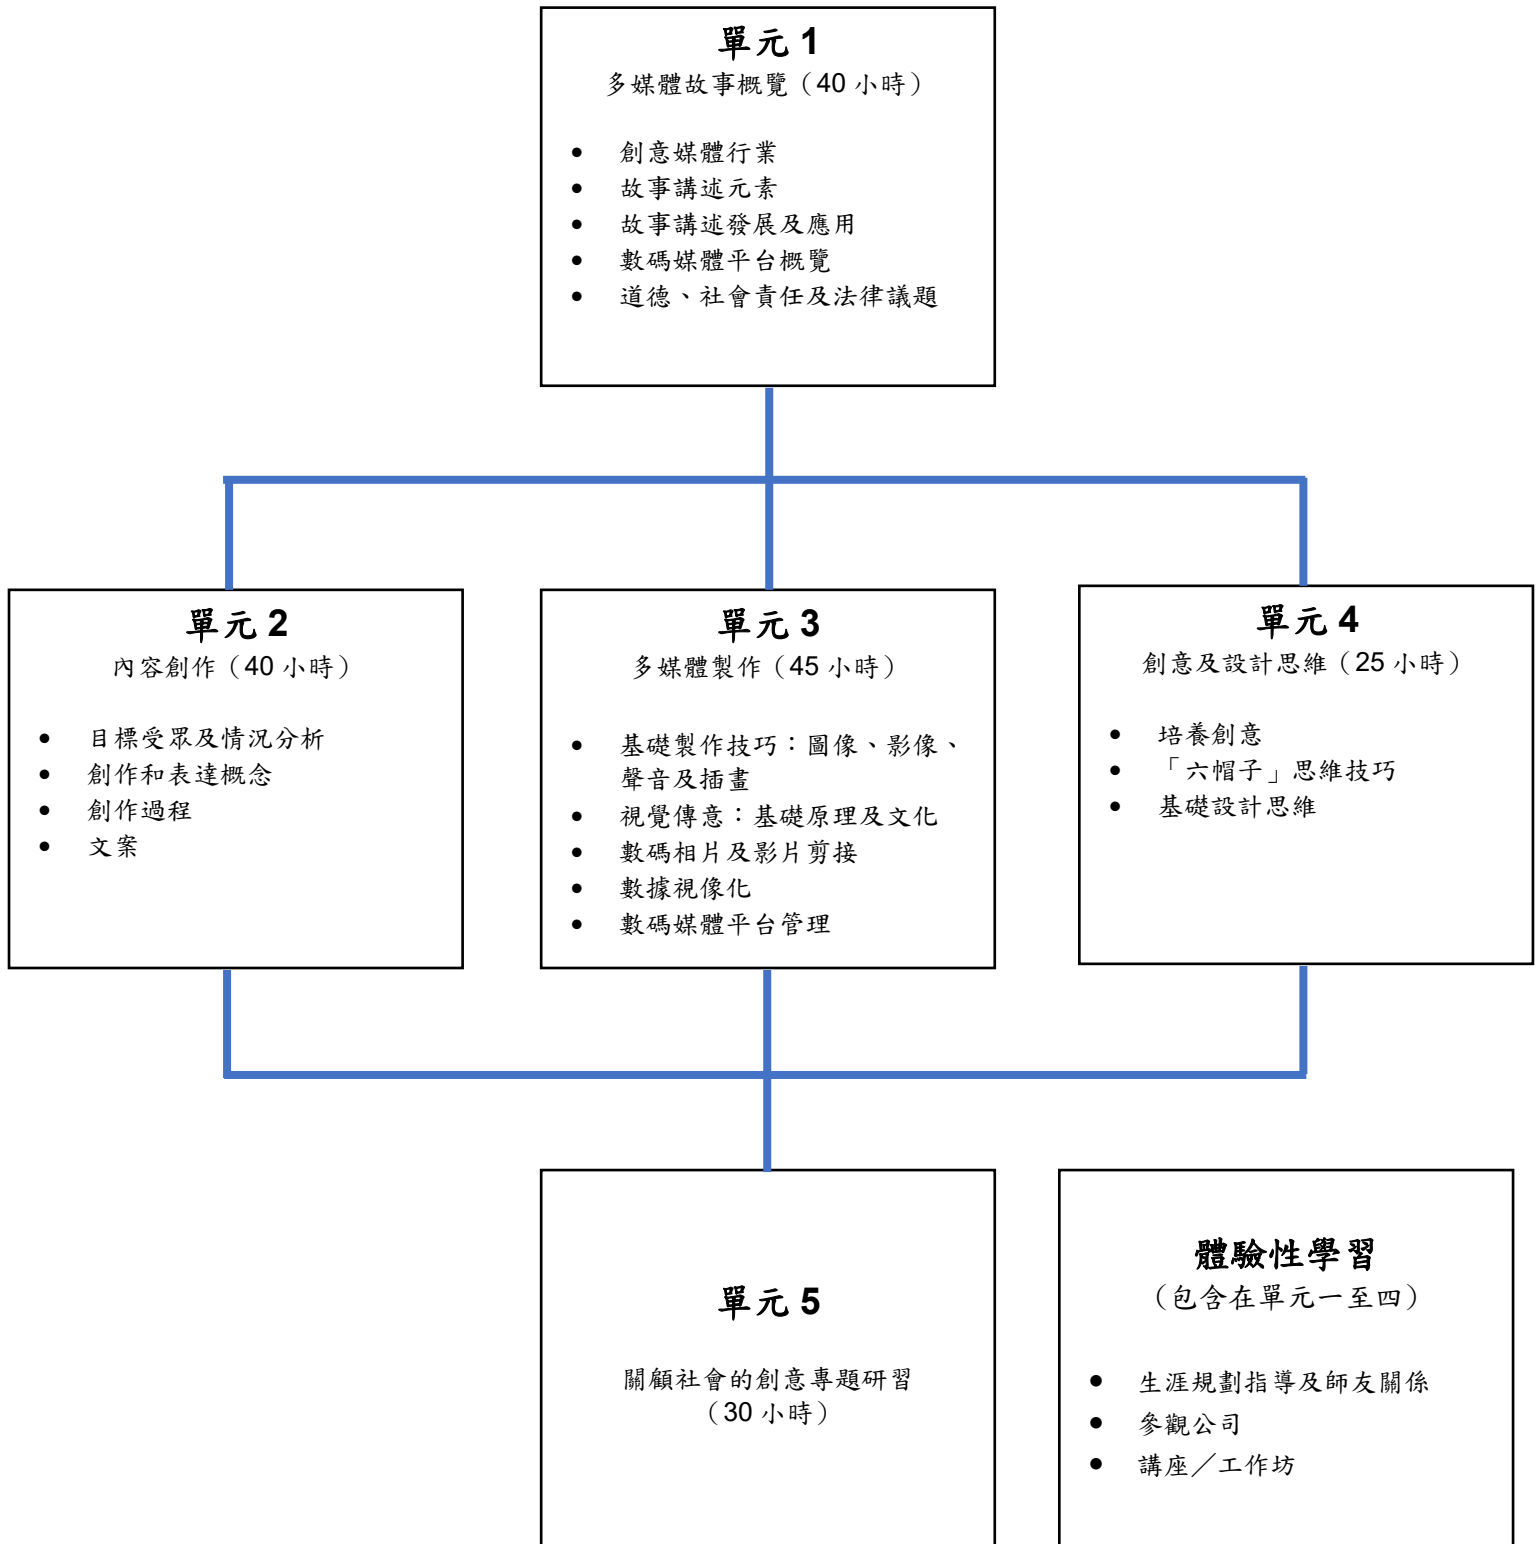 單元 1
多媒體故事概覽（40 小時）
• 創意媒體行業
• 故事講述元素
• 故事講述發展及應用
• 數碼媒體平台概覽
• 道德、社會責任及法律議題
單元 2
內容創作（40 小時）
• 目標受眾及情況分析
• 創作和表達概念
• 創作過程
• 文案
單元 3
多媒體製作（45 小時）
• 基礎製作技巧：圖像、影像、
聲音及插畫
• 視覺傳意：基礎原理及文化
• 數碼相片及影片剪接
• 數據視像化
• 數碼媒體平台管理
單元 4
創意及設計思維（25 小時）
• 培養創意
• 「六帽子」思維技巧
• 基礎設計思維
單元 5
關顧社會的創意專題研習
（30 小時）
體驗性學習
（包含在單元一至四）
• 生涯規劃指導及師友關係
• 參觀公司
• 講座／工作坊